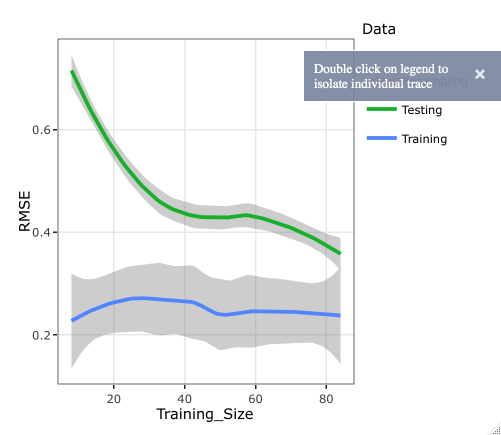 Data
Double click on legend to
isolate individual trace
×
Testing
Training
RMSE
0.6
0.4
0.2
20 40 60 80
Training_Size